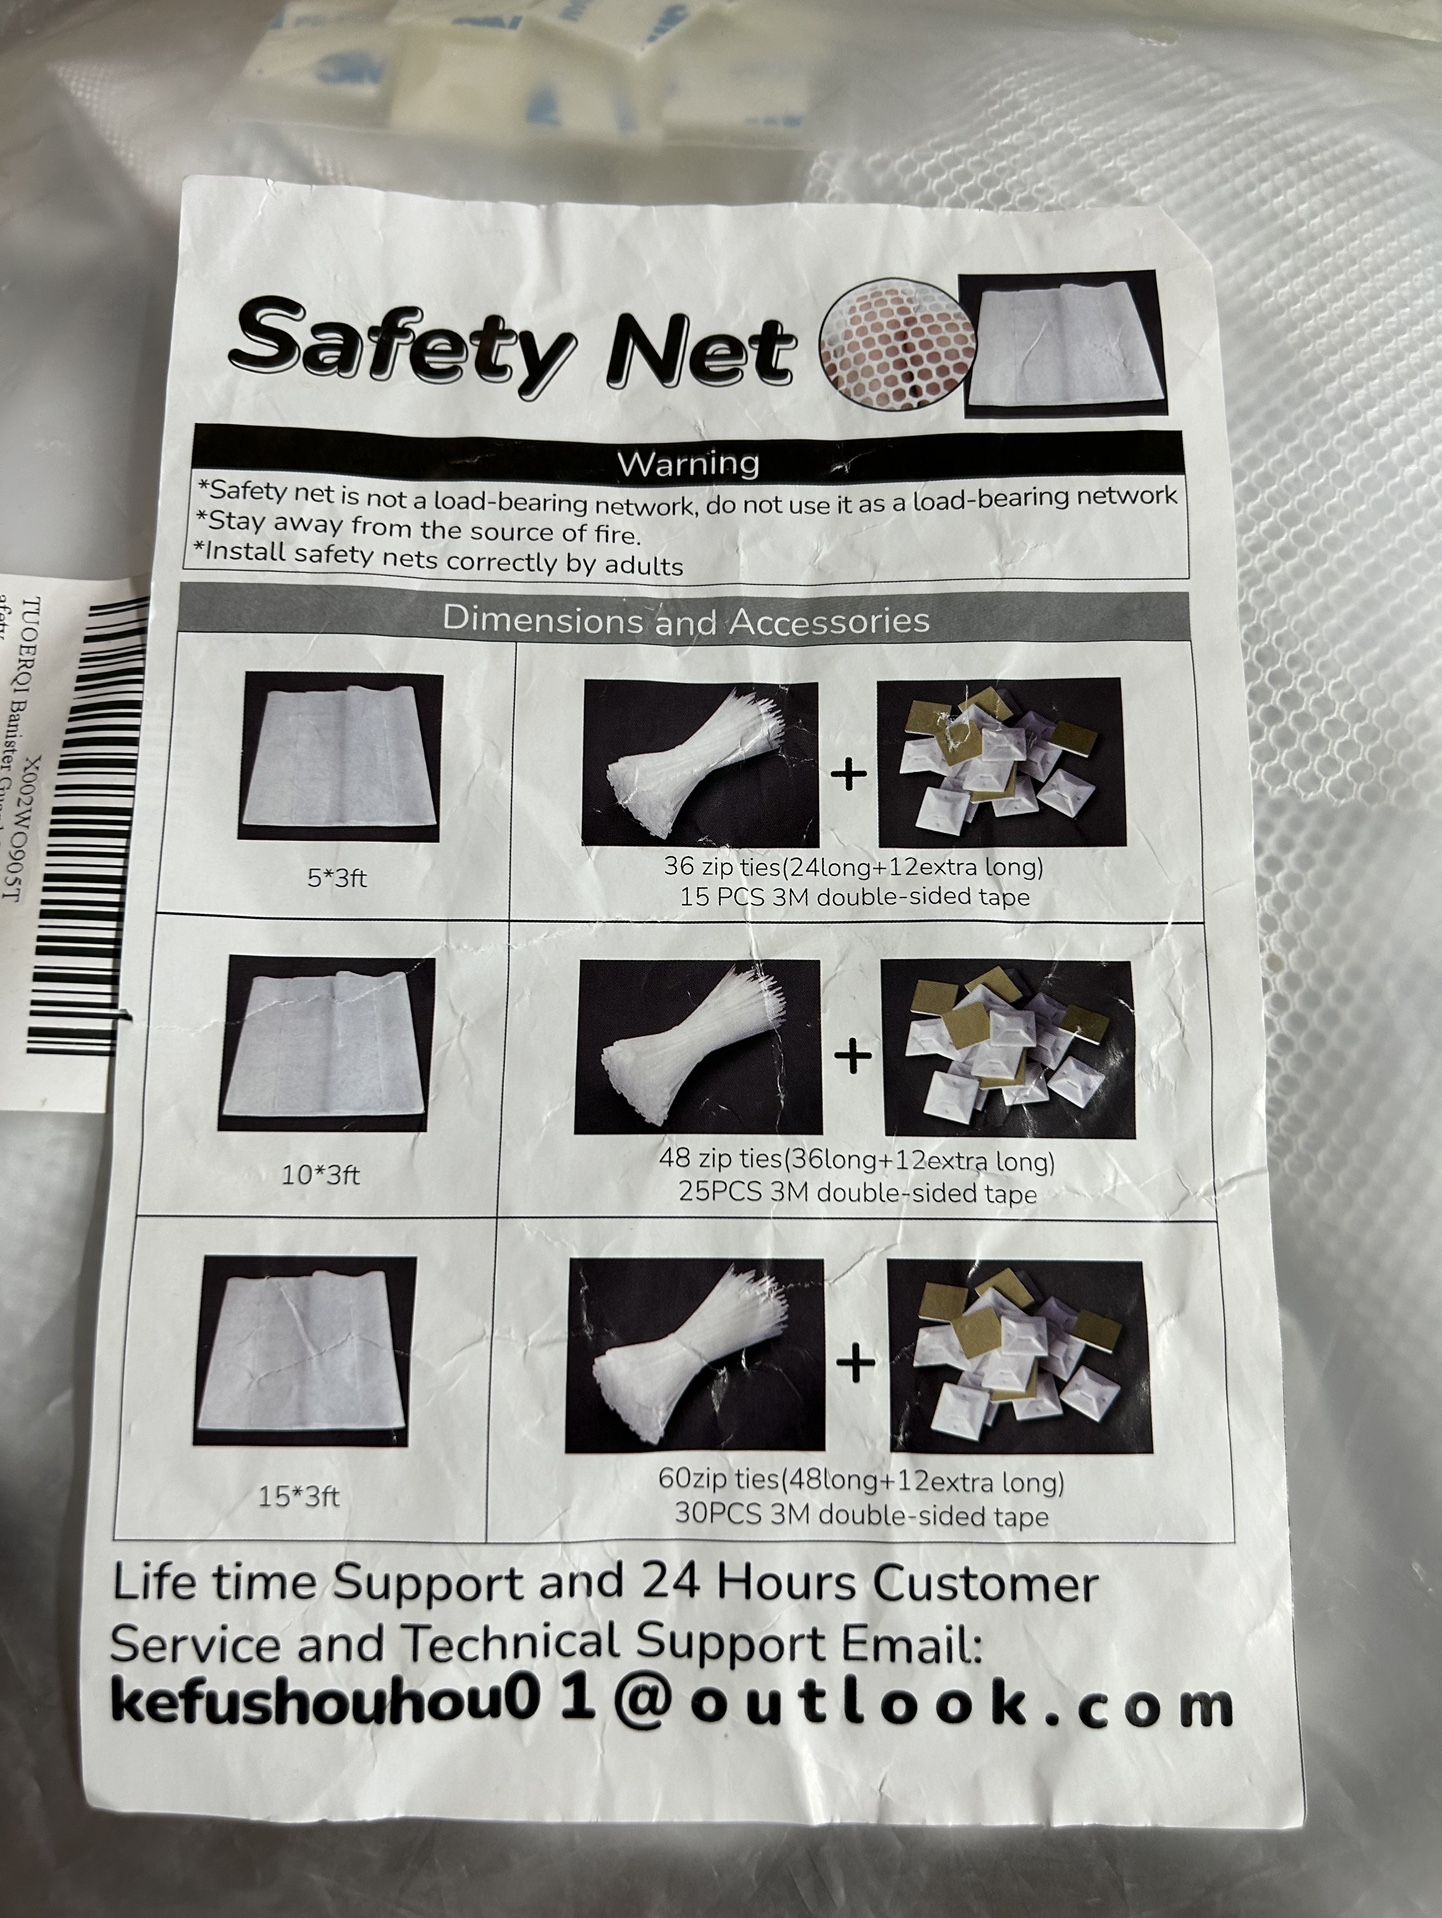 Safety Net
Warning
*Safety net is not a load-bearing network, do not use it as a load-bearing network
*Stay away from the source of fire.
*Install safety nets correctly by adults
Dimensions and Accessories
5*3ft
+
36 zip ties(24long+12extra long)
15 PCS 3M double-sided tape
10*3ft
+
48 zip ties(36long+12extra long)
25PCS 3M double-sided tape
15*3ft
+
60zip ties(48long+12extra long)
30PCS 3M double-sided tape
Life time Support and 24 Hours Customer
Service and Technical Support Email:
kefushouhou01@outlook.com
X002WO905T
TUOERQI Banister
3M